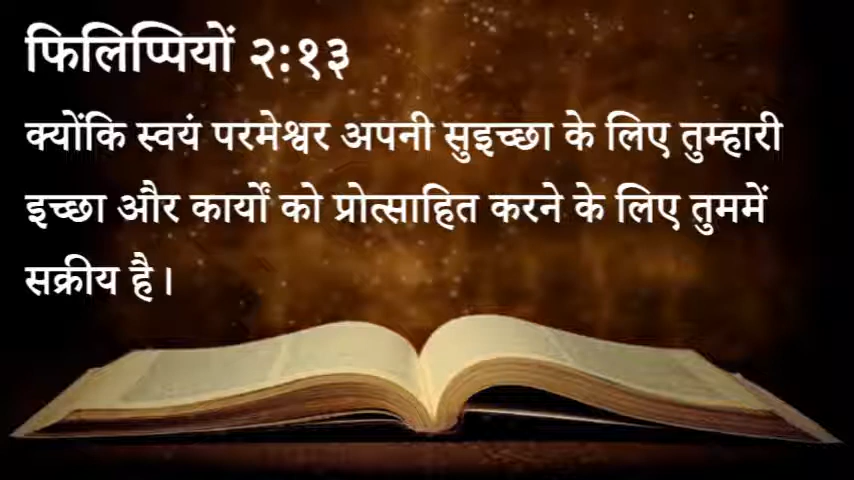 फिलिप्पियों २:१३
क्योंकि स्वयं परमेश्वर अपनी सुइच्छा के लिए तुम्हारी
इच्छा और कार्यों को प्रोत्साहित करने के लिए तुममें
सक्रीय है।